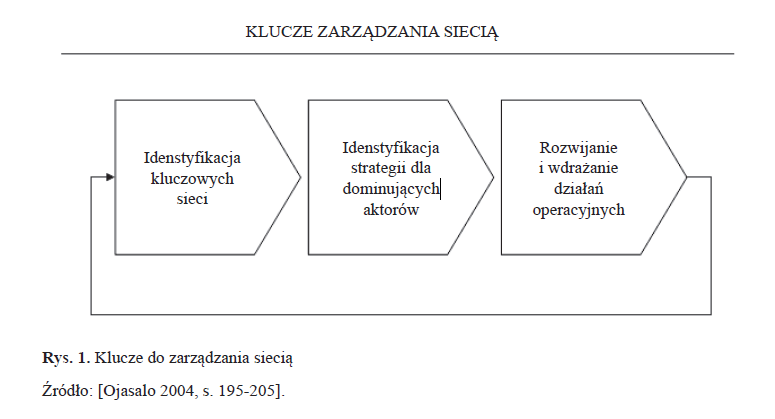 KLUCZE ZARZĄDZANIA SIECIĄ
Idenstyfikacja
kluczowych
sieci
Idenstyfikacja
strategii dla
dominujących
aktorów
Rozwijanie
i wdrażanie
działań
operacyjnych
Rys. 1. Klucze do zarządzania siecią
Źródło: [Ojasalo 2004, s. 195-205].